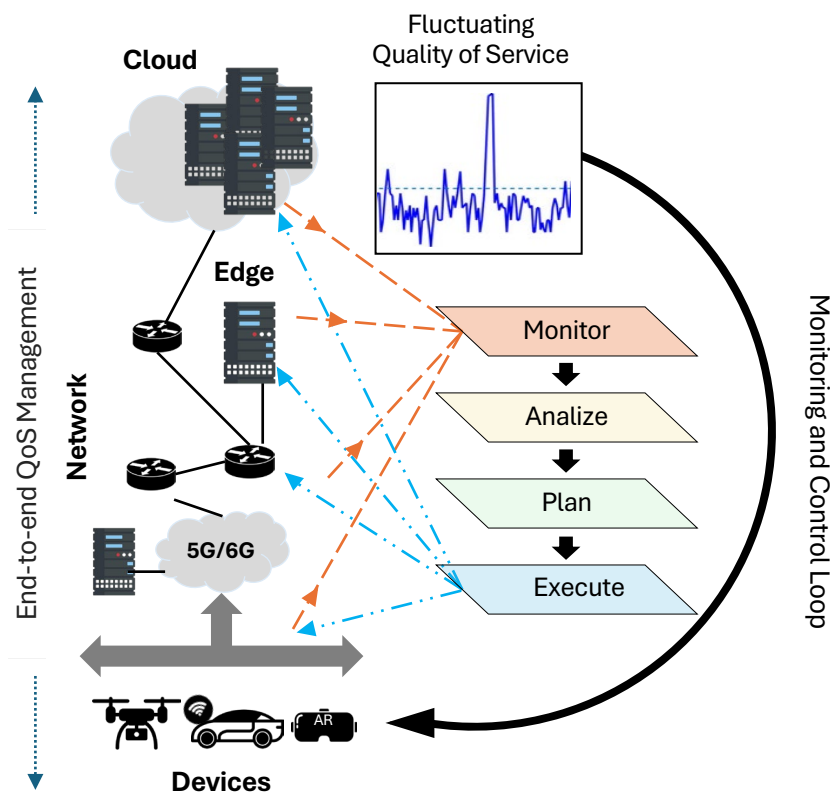 Fluctuating
Quality of Service
Cloud
Edge
End-to-end QoS Management
Network
Monitor
Analize
Plan
Execute
Monitoring and Control Loop
5G/6G
AR
Devices